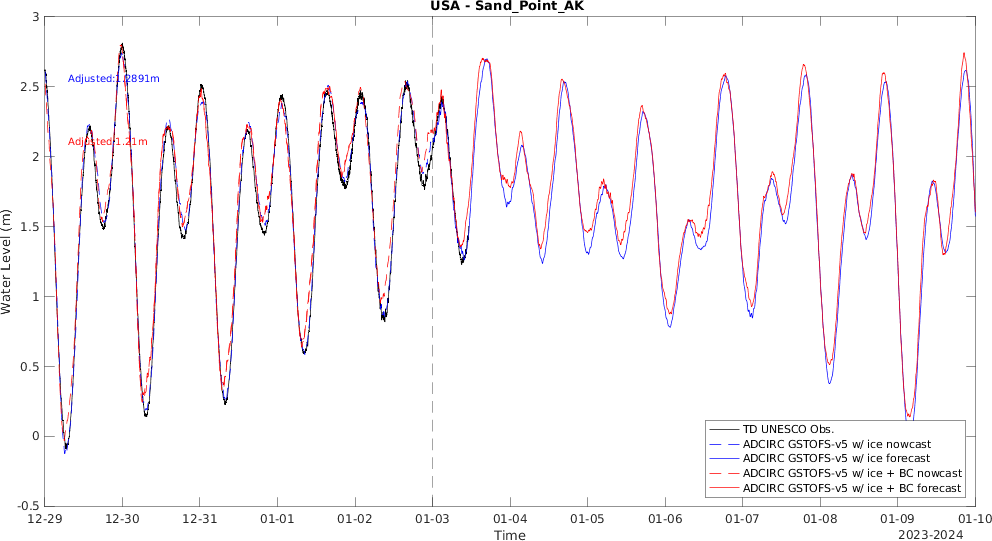 USA - Sand_Point_AK
3
2.5
2
1.5
1
0.5
0
-0.5
Water Level (m)
Adjusted:1.2891m
Adjusted:1.21m
TD UNESCO Obs.
ADCIRC GSTOFS-v5 w/ ice nowcast
ADCIRC GSTOFS-v5 w/ ice forecast
ADCIRC GSTOFS-v5 w/ ice + BC nowcast
ADCIRC GSTOFS-v5 w/ ice + BC forecast
12-29 12-30 12-31 01-01 01-02 01-03 01-04 01-05 01-06 01-07 01-08 01-09 01-10
Time
2023-2024